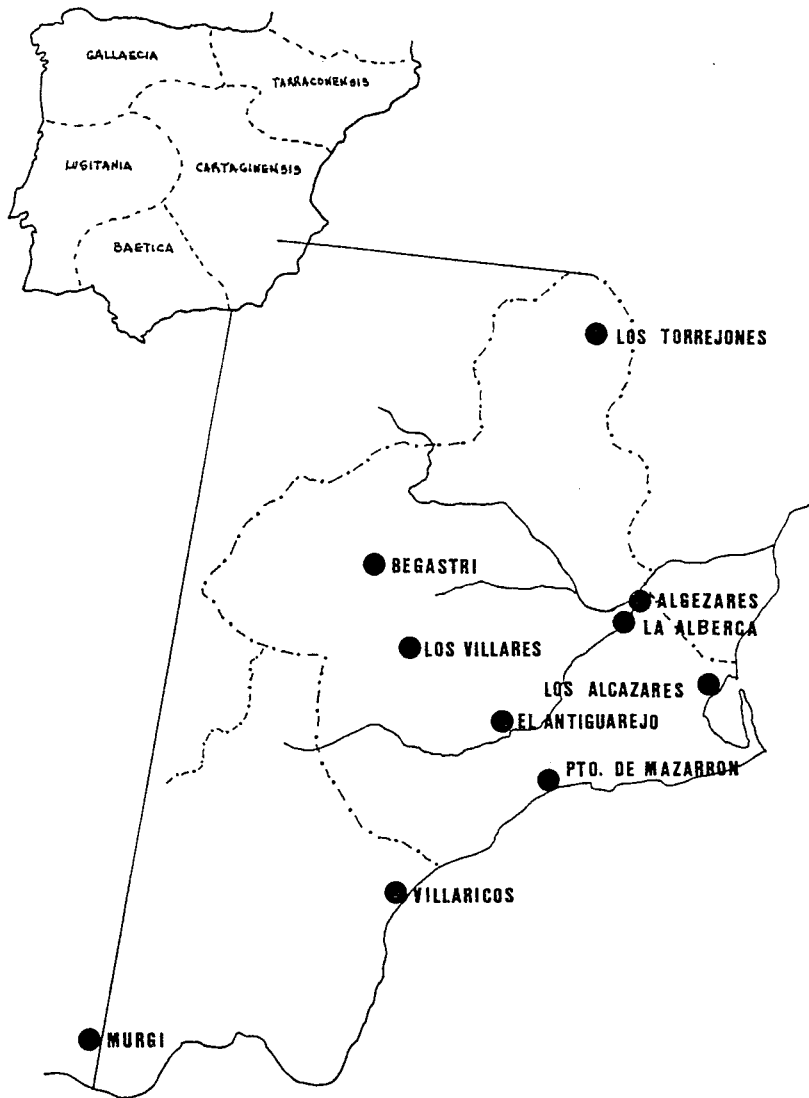 GALLAECIA
TARRACONENSIS
LUSITANIA
CARTAGINENSIS
BAETICA
LOS TORREJONES
BEGASTRI
ALGEZARES
LA ALBERCA
LOS VILLARES
LOS ALCAZARES
EL ANTIGUAREJO
PTO. DE MAZARRON
VILLARICOS
MURGI